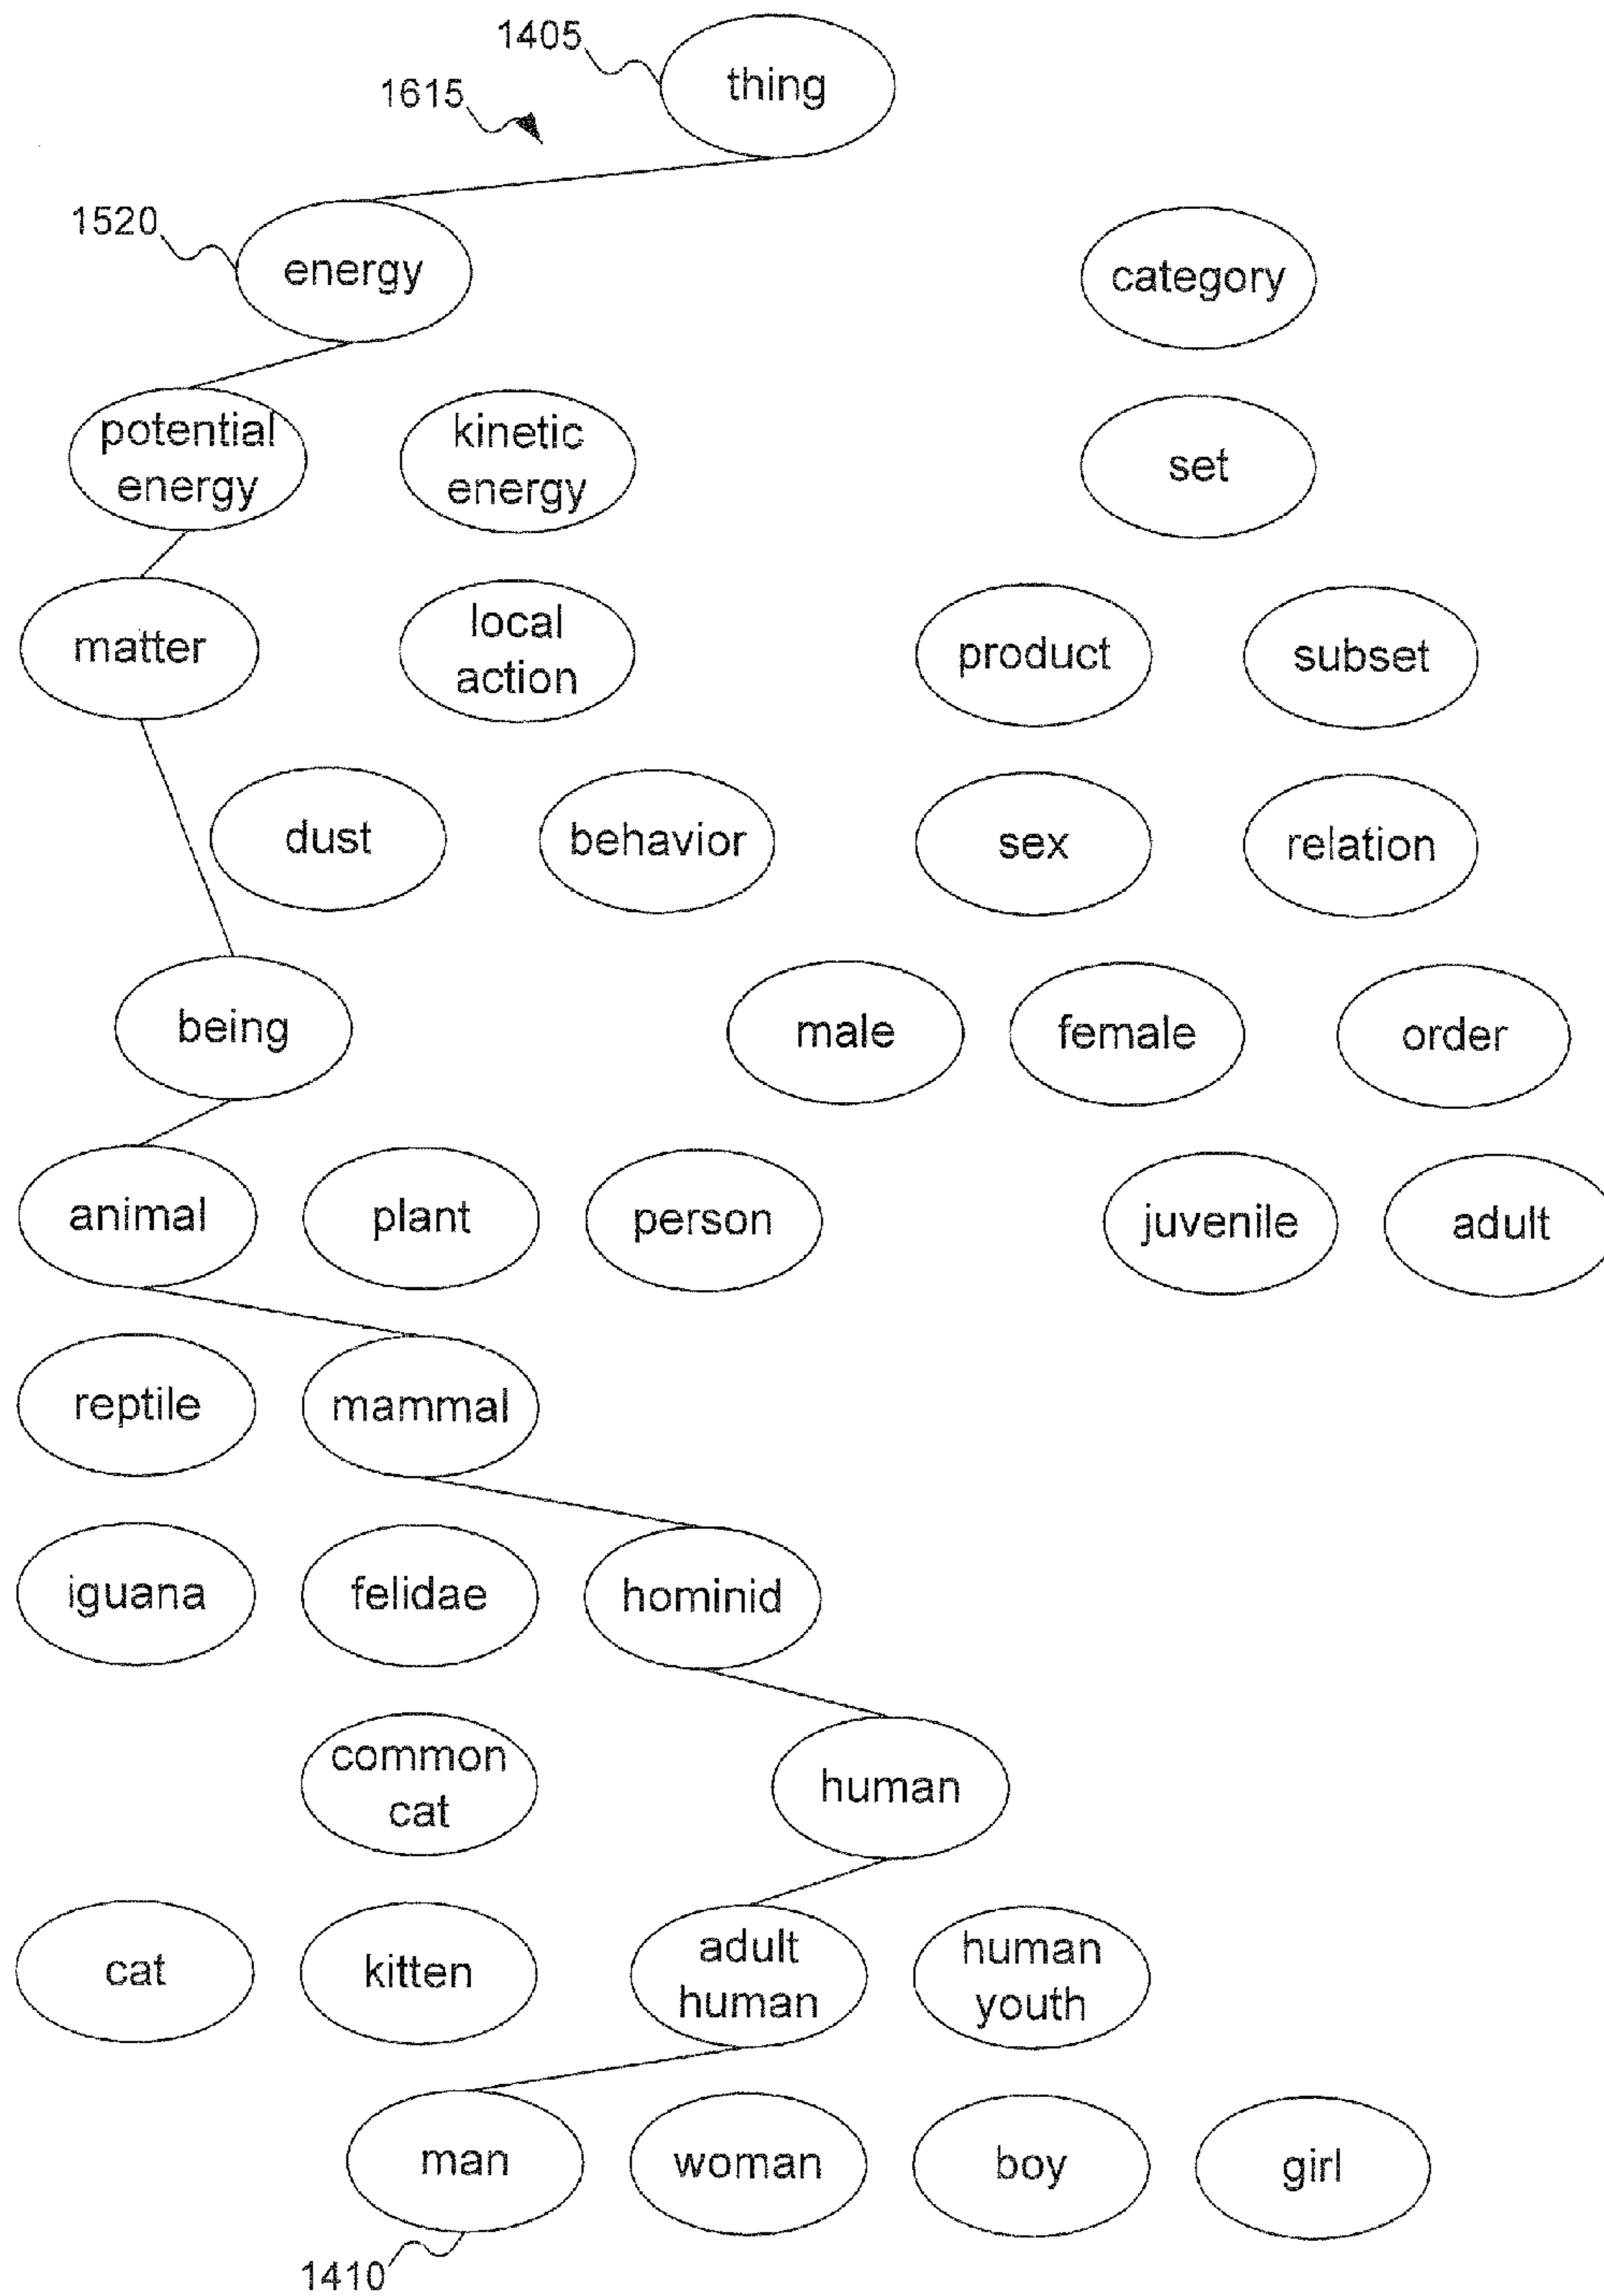 1405
thing
1615
1520
energy
category
potential
energy
kinetic
energy
set
matter
local
action
product
subset
dust
behavior
sex
relation
being
male
female
order
animal
plant
person
juvenile
adult
reptile
mammal
iguana
felidae
hominid
common
cat
human
cat
kitten
adult
human
human
youth
man
woman
boy
girl
1410